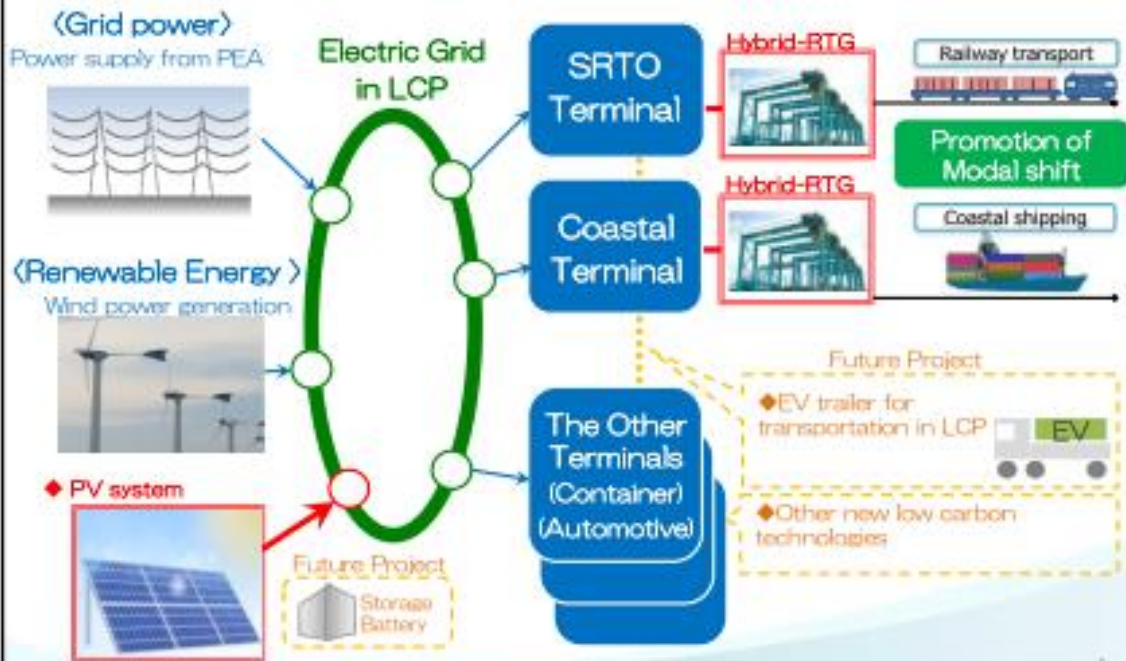 〈Grid power〉
Power supply from PEA
Electric Grid
in LCP
SRTO
Terminal
Hybrid-RTG
Railway transport
Promotion of
Modal shift
Coastal
Terminal
Hybrid-RTG
Coastal shipping
〈Renewable Energy 〉
Wind power generation
Future Project
◆EV trailer for
transportation in LCP
EV
The Other
Terminals
(Container)
(Automotive)
◆Other new low carbon
technologies
◆ PV system
Future Project
Storage
Battery